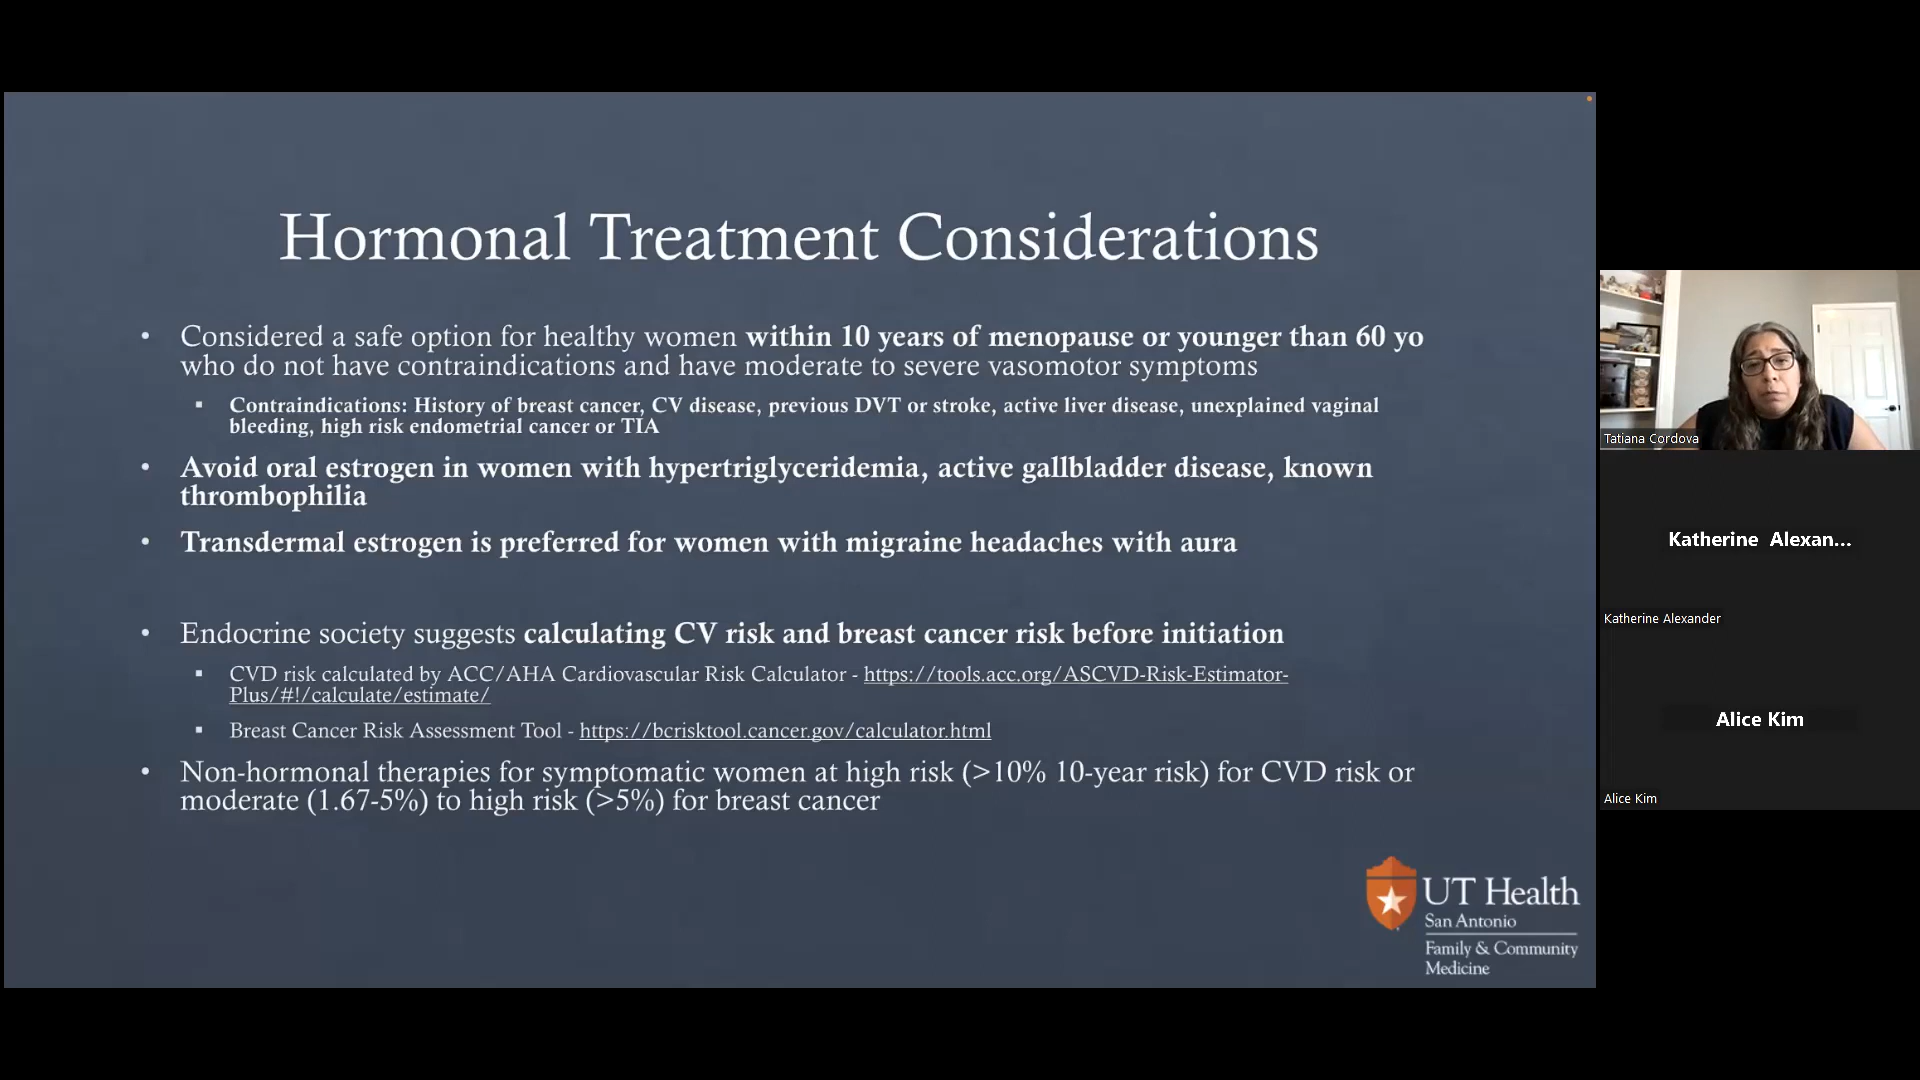 Hormonal Treatment Considerations
• Considered a safe option for healthy women within 10 years of menopause or younger than 60 yo
who do not have contraindications and have moderate to severe vasomotor symptoms
▪ Contraindications: History of breast cancer, CV disease, previous DVT or stroke, active liver disease, unexplained vaginal
bleeding, high risk endometrial cancer or TIA
• Avoid oral estrogen in women with hypertriglyceridemia, active gallbladder disease, known
thrombophilia
• Transdermal estrogen is preferred for women with migraine headaches with aura
• Endocrine society suggests calculating CV risk and breast cancer risk before initiation
▪ CVD risk calculated by ACC/AHA Cardiovascular Risk Calculator - https://tools.acc.org/ASCVD-Risk-Estimator-
Plus/#!/calculate/estimate/
▪ Breast Cancer Risk Assessment Tool - https://bcrisktool.cancer.gov/calculator.html
• Non-hormonal therapies for symptomatic women at high risk (>10% 10-year risk) for CVD risk or
moderate (1.67-5%) to high risk (>5%) for breast cancer
UT Health
San Antonio
Family & Community
Medicine
Tatiana Cordova
Katherine Alexan...
Katherine Alexander
Alice Kim
Alice Kim